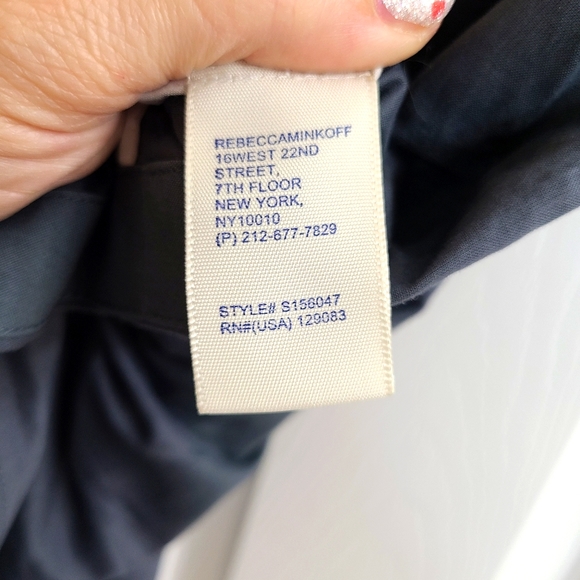 REBECCAMINKOFF
16WEST 22ND
STREET,
7TH FLOOR
NEW YORK,
NY10010
(P) 212-677-7829
STYLE# S156047
RN#(USA) 129083